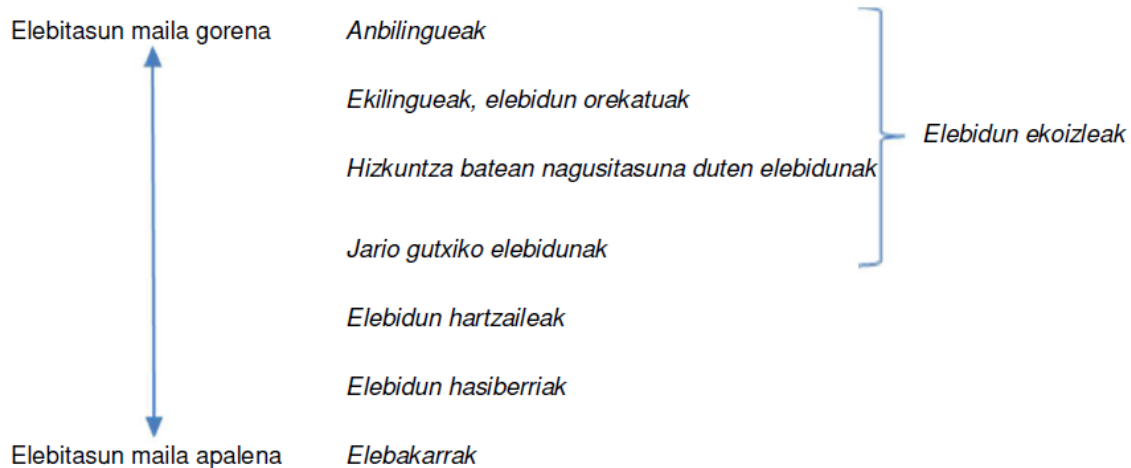 Elebitasun maila gorena Anbilingueak
Ekilingueak, elebidun orekatuak
Elebidun ekoizleak
Hizkuntza batean nagusitasuna duten elebidunak
Jario gutxiko elebidunak
Elebidun hartzaileak
Elebidun hasiberriak
Elebitasun maila apalena Elebakarrak